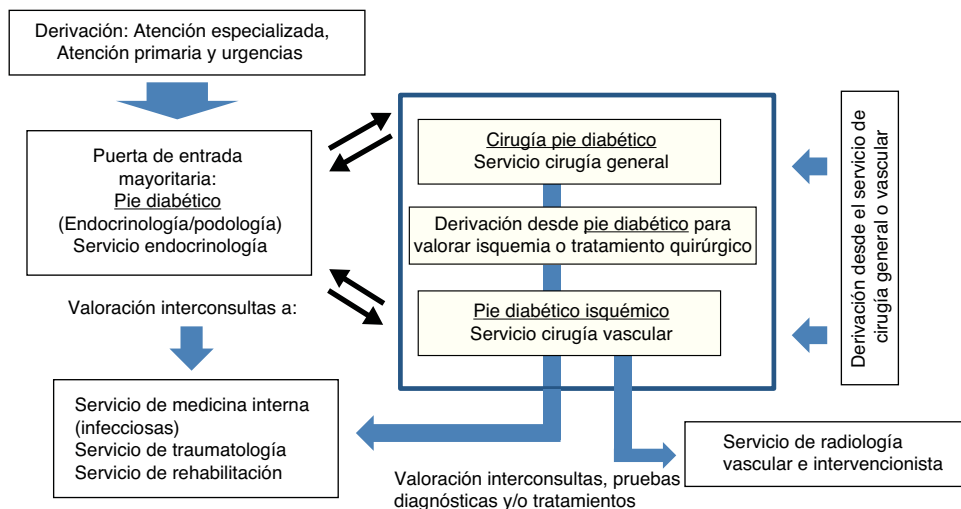 Derivación: Atención especializada,
Atención primaria y urgencias
Puerta de entrada
mayoritaria:
Pie diabético
(Endocrinología/podología)
Servicio endocrinología
Cirugía pie diabético
Servicio cirugía general
Derivación desde pie diabético para
valorar isquemia o tratamiento quirúrgico
Pie diabético isquémico
Servicio cirugía vascular
Derivación desde el servicio de
cirugía general o vascular
Valoración interconsultas a:
Servicio de medicina interna
(infecciosas)
Servicio de traumatología
Servicio de rehabilitación
Servicio de radiología
vascular e intervencionista
Valoración interconsultas, pruebas
diagnósticas y/o tratamientos